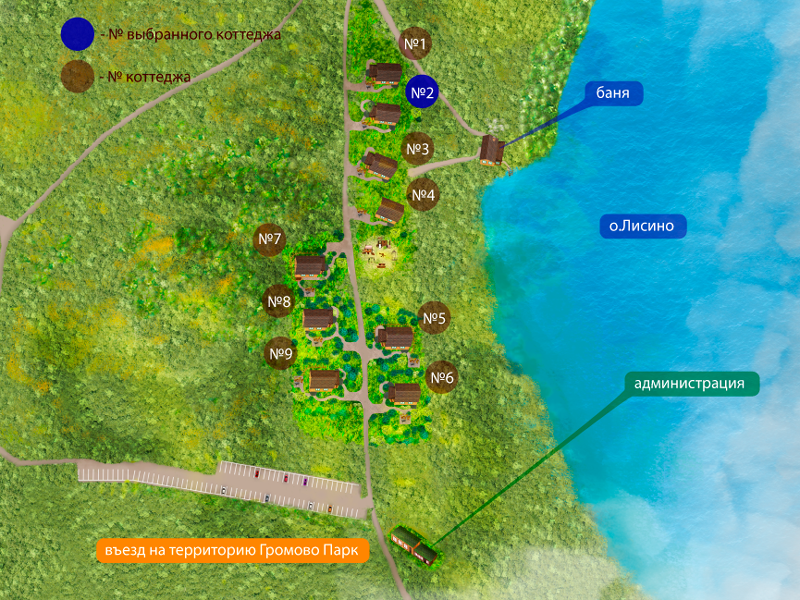 - № выбранного коттеджа
- № коттеджа
№1
№2
баня
№3
№4
о.Лисино
№7
№8
№5
№9
№6
администрация
въезд на территорию Громово Парк